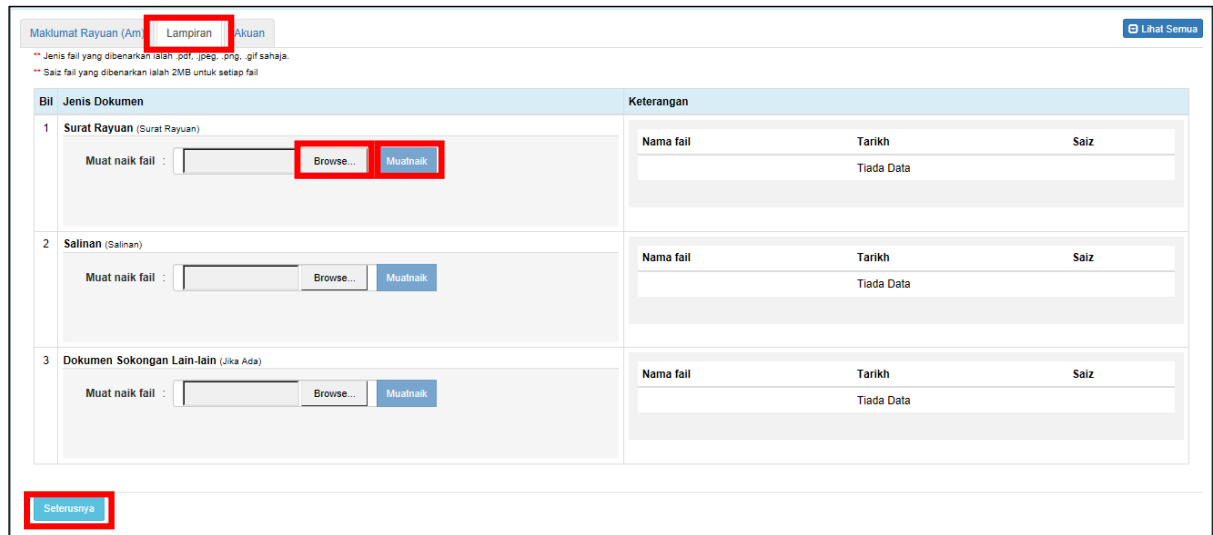 Maklumat Rayuan (Am) Lampiran Akuan Lihat Semua
** Jenis fail yang dibenarkan ialah .pdf, .jpeg, .png, .gif sahaja.
** Saiz fail yang dibenarkan ialah 2MB untuk setiap fail
Bil Jenis Dokumen Keterangan
1 Surat Rayuan (Surat Rayuan)
Nama fail Tarikh Saiz
Muat naik fail : Browse... Muatnaik
Tiada Data
2 Salinan (Salinan)
Nama fail Tarikh Saiz
Muat naik fail : Browse... Muatnaik
Tiada Data
3 Dokumen Sokongan Lain-lain (Jika Ada)
Nama fail Tarikh Saiz
Muat naik fail : Browse... Muatnaik
Tiada Data
Seterusnya